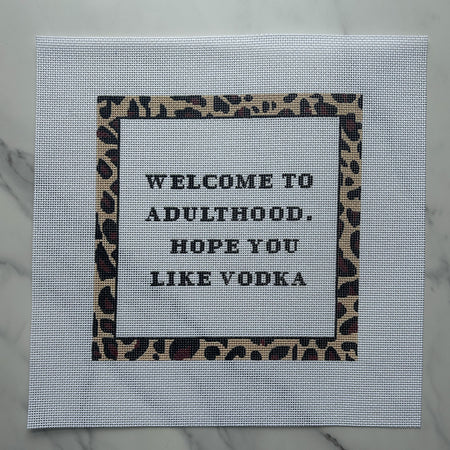 WELCOME TO
ADULTHOOD.
HOPE YOU
LIKE VODKA